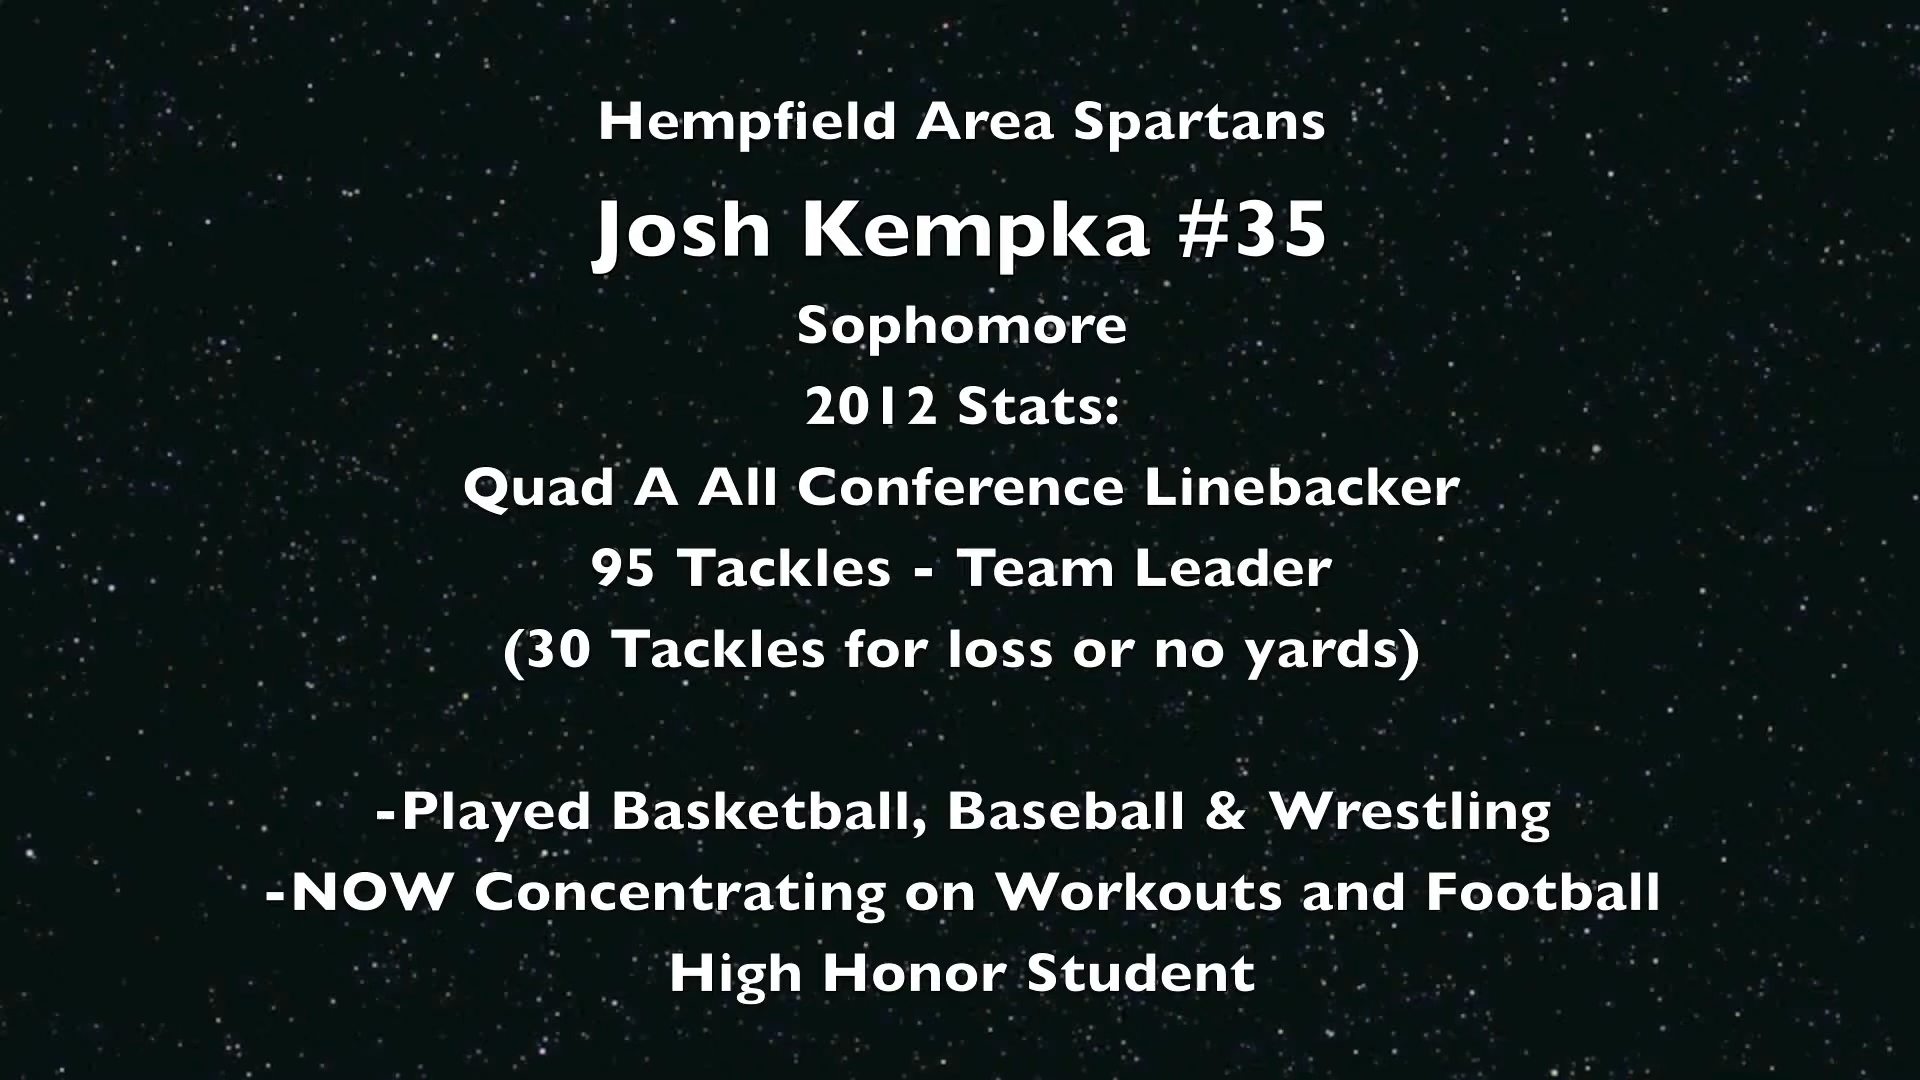 Hempfield Area Spartans
Josh Kempka #35
Sophomore
2012 Stats:
Quad A All Conference Linebacker
95 Tackles - Team Leader
(30 Tackles for loss or no yards)
-Played Basketball, Baseball & Wrestling
-NOW Concentrating on Workouts and Football
High Honor Student